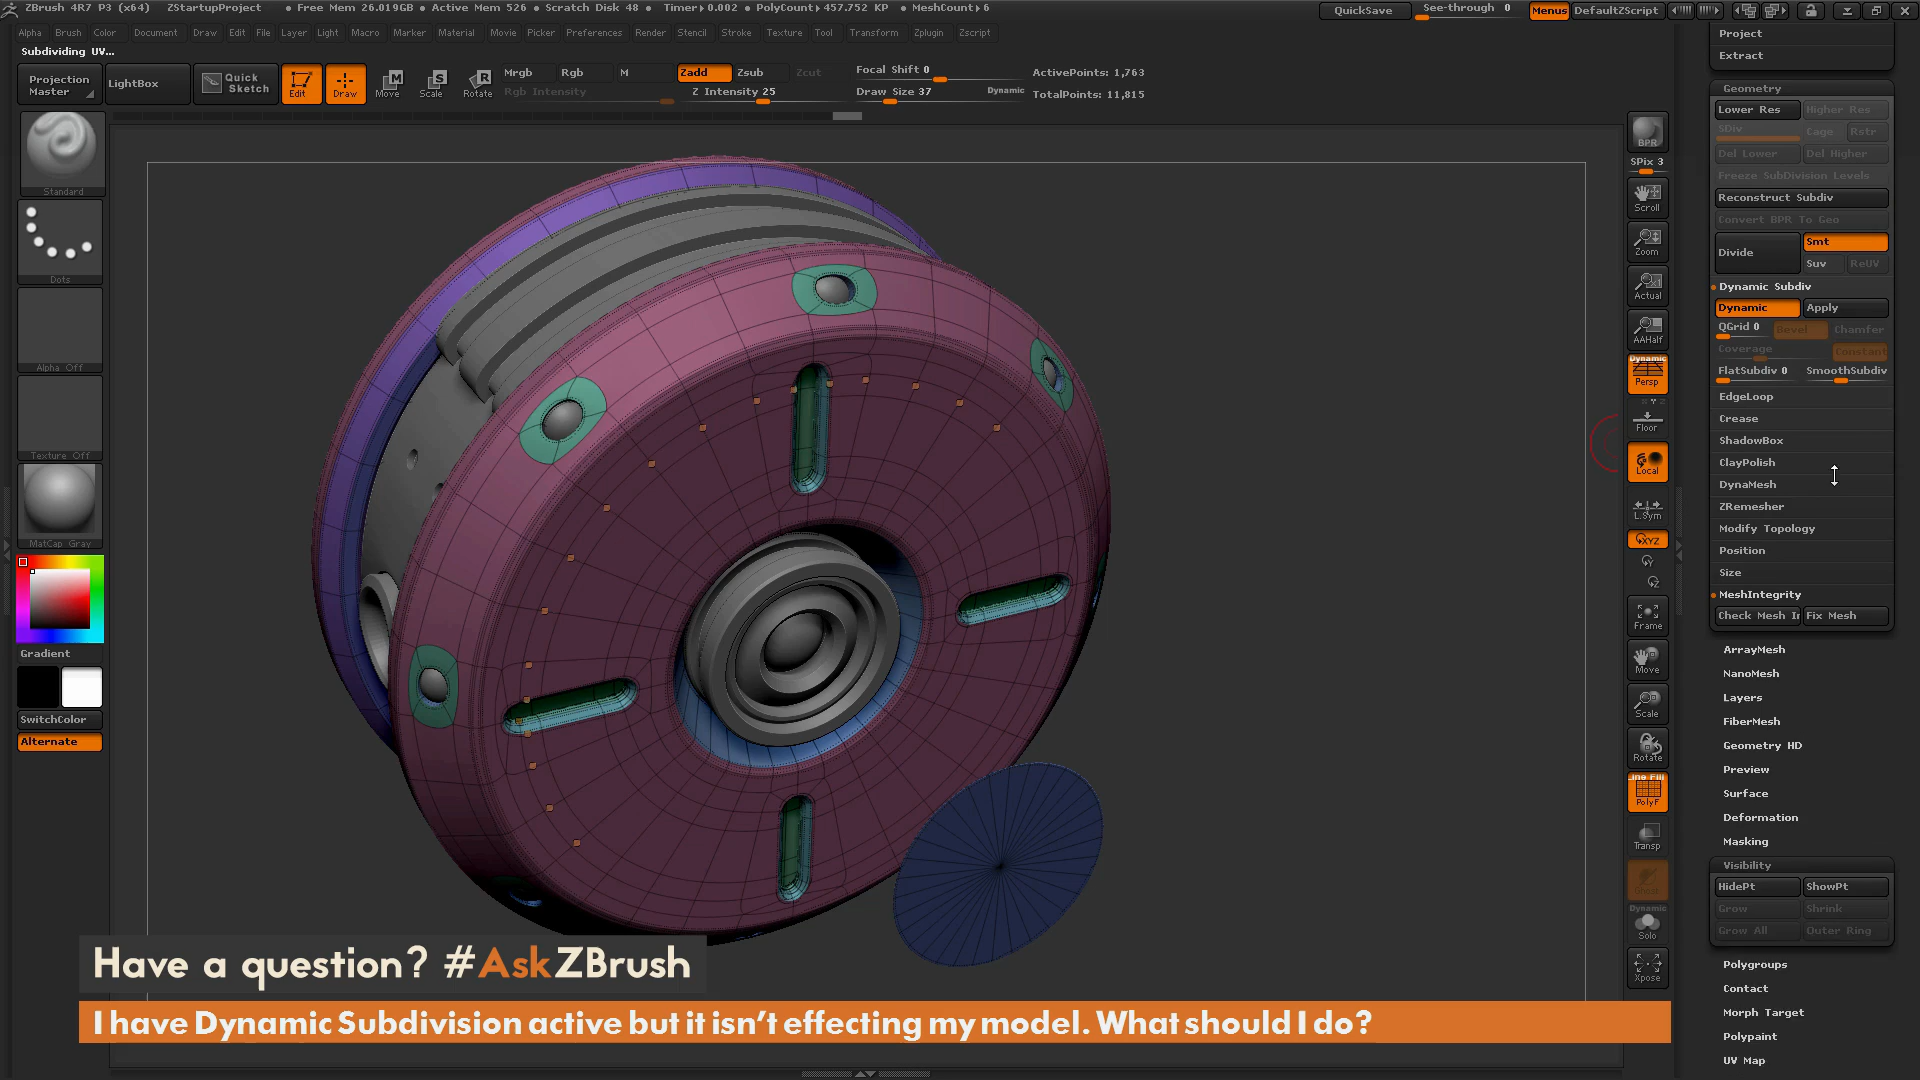 ZBrush 4R7 P3 (x64) ZStartupProject • Free Mem 26.019GB • Active Mem 526 • Scratch Disk 48 • Timer▸0.002 • PolyCount▸457.752 KP • MeshCount▸6 QuickSave See-through 0 Menus DefaultZScript
Alpha Brush Color Document Draw Edit File Layer Light Macro Marker Material Movie Picker Preferences Render Stencil Stroke Texture Tool Transform Zplugin Zscript
Subdividing UV...
Projection Master
LightBox
Quick Sketch
Edit
Draw
Move
Scale
Rotate
Mrgb Rgb M Zadd Zsub Zcut
Rgb Intensity Z Intensity 25
Focal Shift 0
Draw Size 37 Dynamic
ActivePoints: 1,763
TotalPoints: 11,815
Standard
Dots
Alpha Off
Texture Off
MatCap Gray
Gradient
SwitchColor
Alternate
BPR
SPix 3
Scroll
Zoom
Actual
AAHalf
Dynamic
Persp
Floor
Local
L.Sym
XYZ
Frame
Move
Scale
Rotate
Line Fill
PolyF
Transp
Ghost
Dynamic
Solo
Xpose
Project
Extract
Geometry
Lower Res Higher Res
SDiv Cage Rstr
Del Lower Del Higher
Freeze SubDivision Levels
Reconstruct Subdiv
Convert BPR To Geo
Divide Smt
Suv ReUV
Dynamic Subdiv
Dynamic Apply
QGrid 0 Bevel Chamfer
Coverage Constant
FlatSubdiv 0 SmoothSubdiv
EdgeLoop
Crease
ShadowBox
ClayPolish
DynaMesh
ZRemesher
Modify Topology
Position
Size
MeshIntegrity
Check Mesh Ir Fix Mesh
ArrayMesh
NanoMesh
Layers
FiberMesh
Geometry HD
Preview
Surface
Deformation
Masking
Visibility
HidePt ShowPt
Grow Shrink
Grow All Outer Ring
Polygroups
Contact
Morph Target
Polypaint
UV Map
Have a question? #AskZBrush
I have Dynamic Subdivision active but it isn't effecting my model. What should I do?